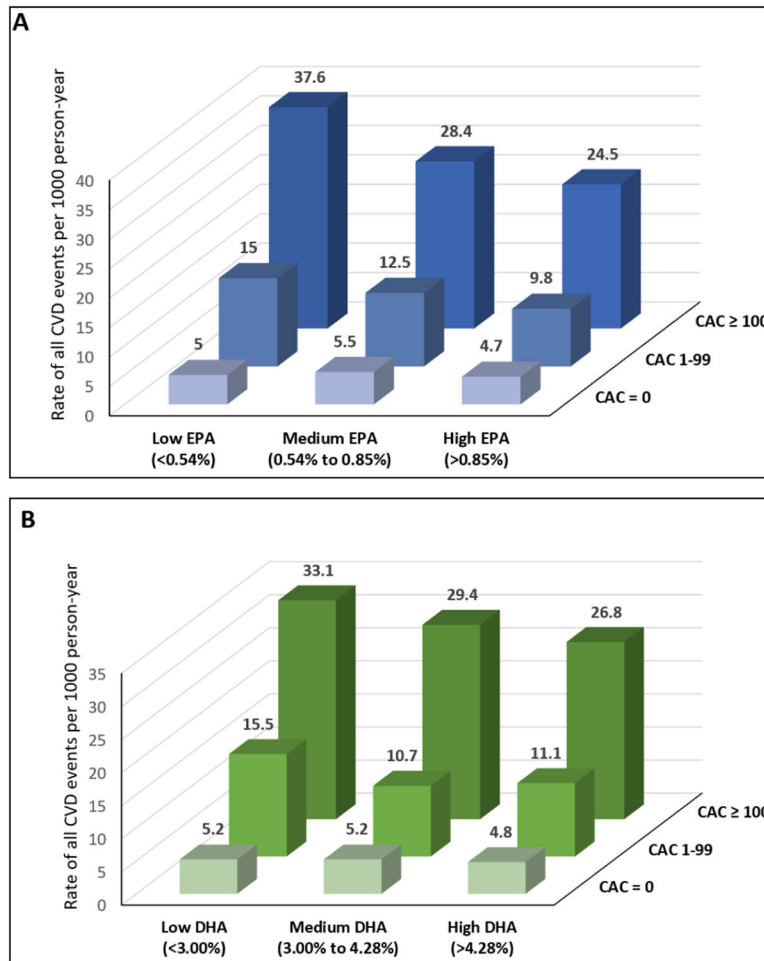 A
Rate of all CVD events per 1000 person-year
40
35
30
25
20
15
10
5
0
37.6
28.4
24.5
15
12.5
9.8
5
5.5
4.7
CAC ≥ 100
CAC 1-99
CAC = 0
Low EPA
(<0.54%)
Medium EPA
(0.54% to 0.85%)
High EPA
(>0.85%)
B
Rate of all CVD events per 1000 person-year
35
30
25
20
15
10
5
0
33.1
29.4
26.8
15.5
10.7
11.1
5.2
5.2
4.8
CAC ≥ 100
CAC 1-99
CAC = 0
Low DHA
(<3.00%)
Medium DHA
(3.00% to 4.28%)
High DHA
(>4.28%)